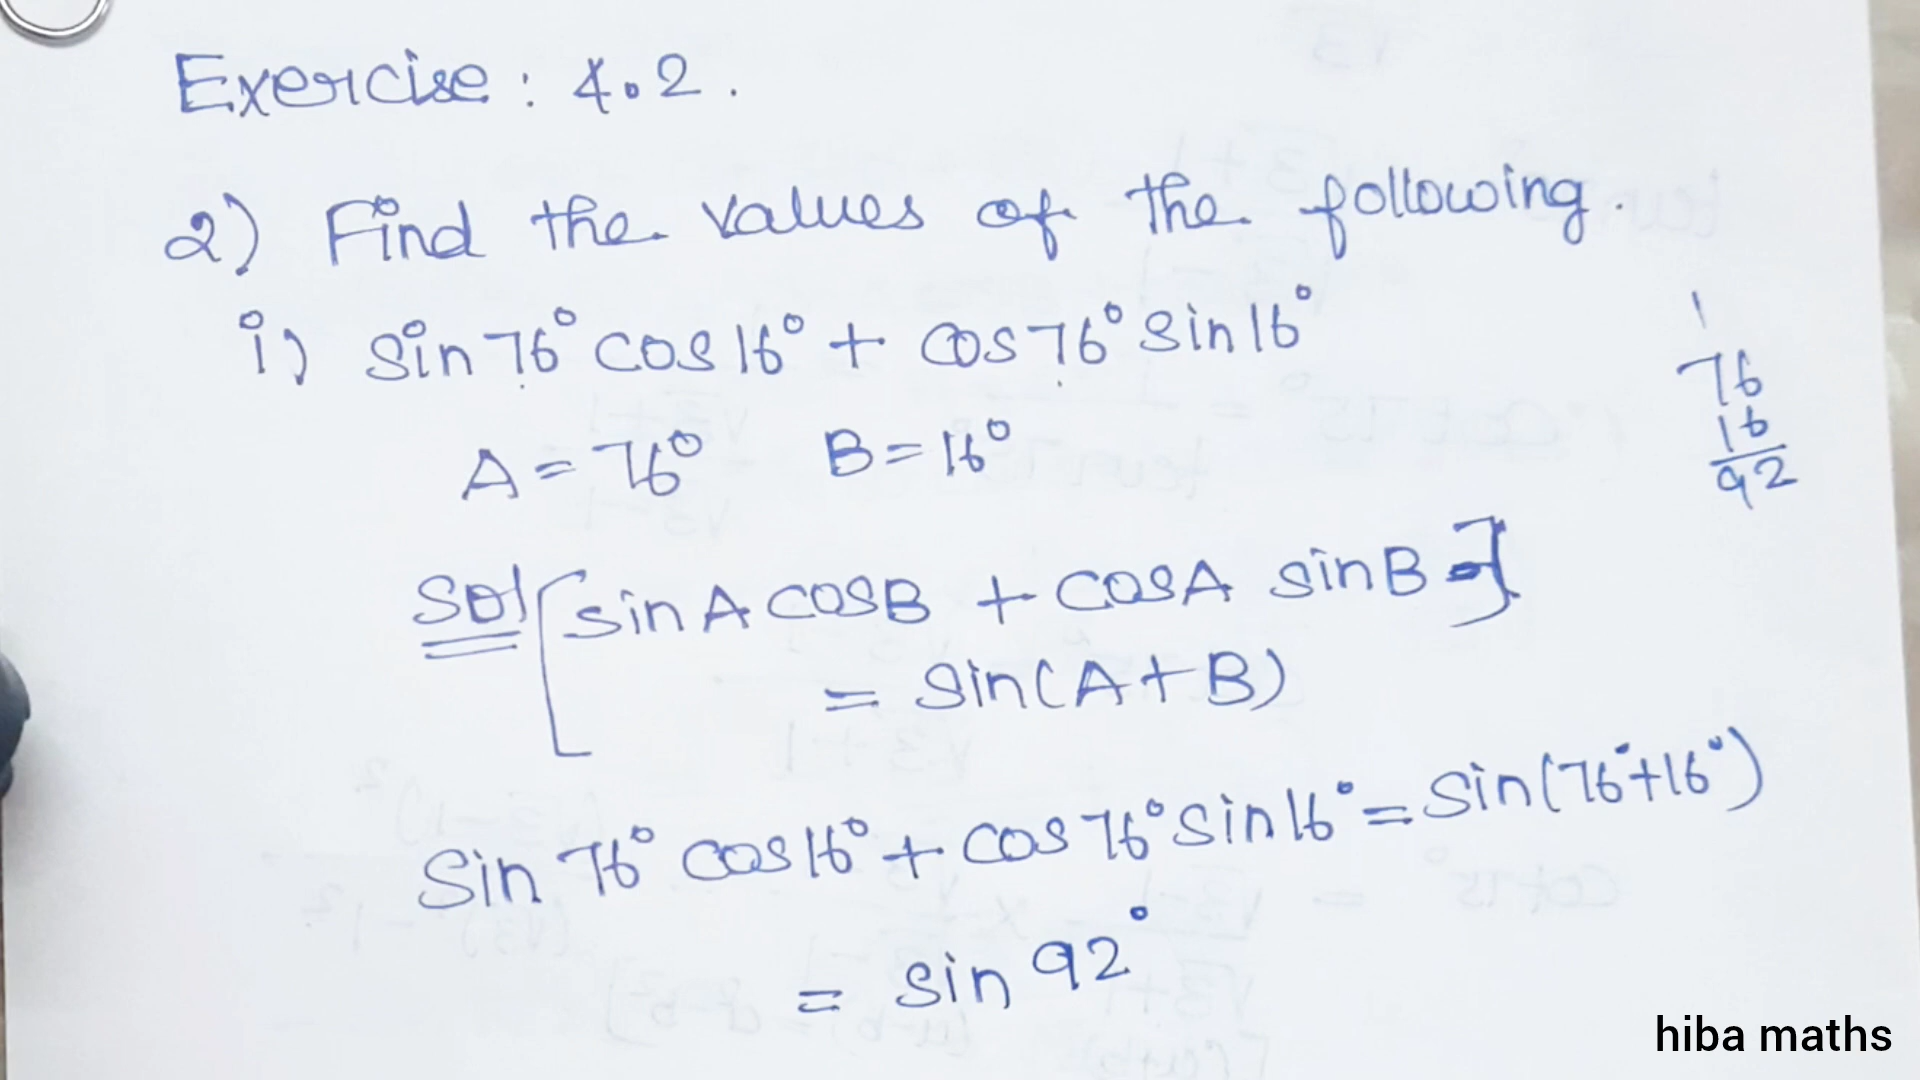 Exercise: 4.2.
2) Find the values of the following.
i) sin 76° cos 16° + cos 76° sin 16°
A = 76° B = 16°
1
76
16
92
Sol [sin A cos B + cos A sin B]
= sin(A+B)
Sin 76° cos 16° + cos 76° sin 16° = sin(76°+16°)
= sin 92°
hiba maths